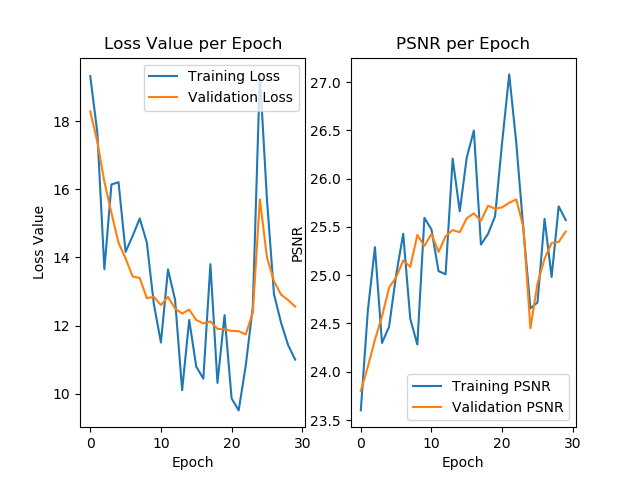 Loss Value per Epoch
Training Loss
Validation Loss
18
16
14
12
10
Loss Value
0
10
20
30
Epoch
PSNR per Epoch
27.0
26.5
26.0
25.5
25.0
24.5
24.0
23.5
PSNR
Training PSNR
Validation PSNR
0
10
20
30
Epoch